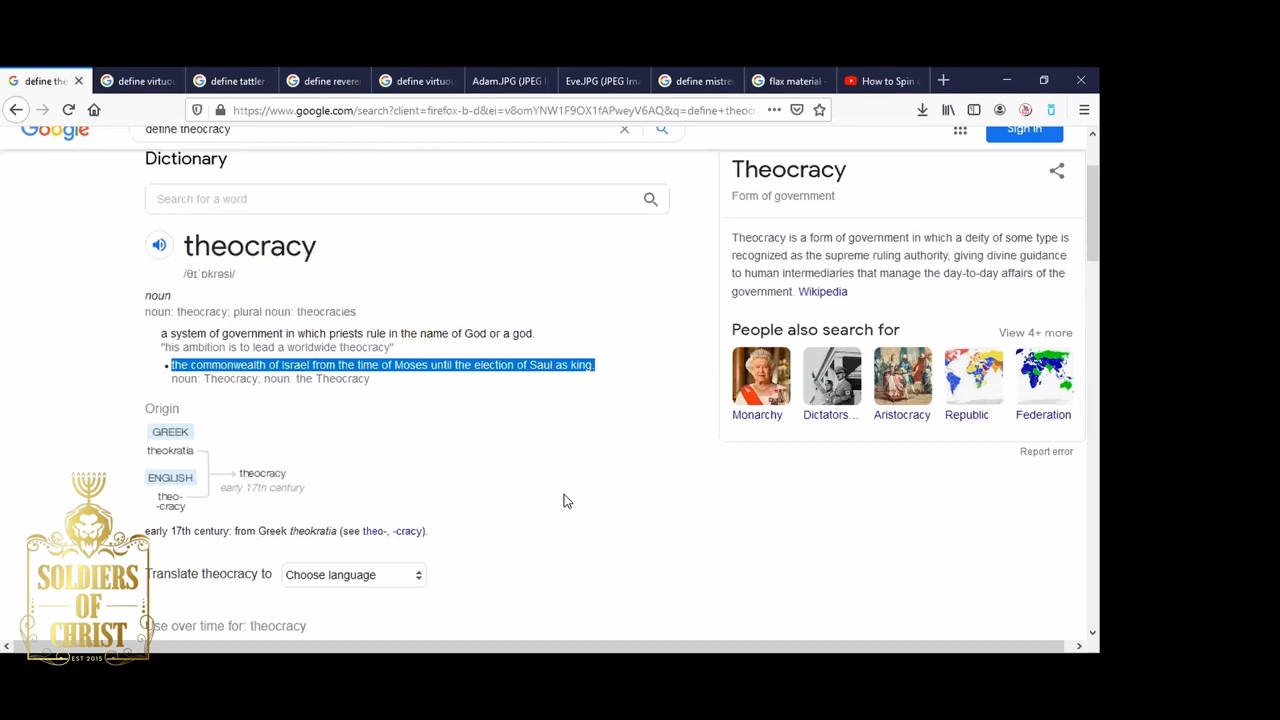 define the
define virtuou
define tattler
define revere
define virtuou
Adam.JPG (JPEG I
Eve.JPG (JPEG Ima
define mistre
flax material -
How to Spin
https://www.google.com/search?client=firefox-b-d&ei=v8omYNW1F9OX1fAPweyV6AQ&q=define+theocr
Google
define theocracy
Sign in
Dictionary
Search for a word
theocracy
/θɪˈɒkrəsi/
noun
noun: theocracy; plural noun: theocracies
a system of government in which priests rule in the name of God or a god.
"his ambition is to lead a worldwide theocracy"
• the commonwealth of Israel from the time of Moses until the election of Saul as king.
noun: Theocracy; noun: the Theocracy
Origin
GREEK
theokratia
ENGLISH
theo-
-cracy
theocracy
early 17th century
early 17th century: from Greek theokratia (see theo-, -cracy).
Translate theocracy to
Choose language
se over time for: theocracy
Theocracy
Form of government
Theocracy is a form of government in which a deity of some type is
recognized as the supreme ruling authority, giving divine guidance
to human intermediaries that manage the day-to-day affairs of the
government. Wikipedia
People also search for
View 4+ more
Monarchy
Dictators...
Aristocracy
Republic
Federation
Report error
SOLDIERS
OF
CHRIST
EST 2015